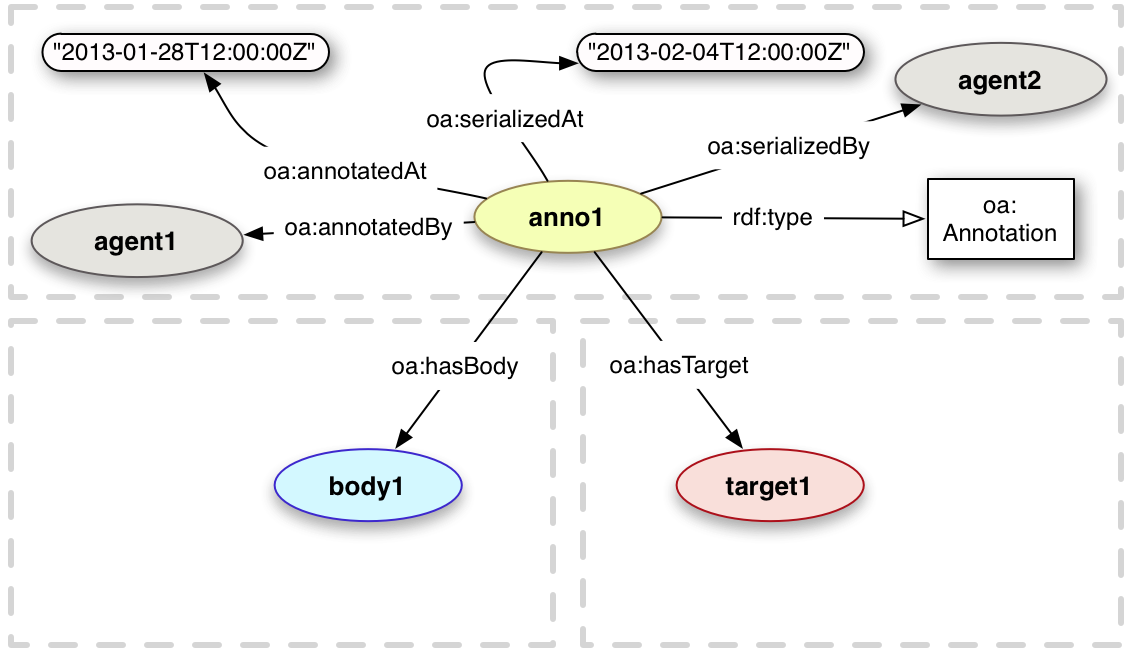 "2013-01-28T12:00:00Z"
"2013-02-04T12:00:00Z"
agent2
oa:serializedAt
oa:serializedBy
oa:annotatedAt
oa:annotatedBy
agent1
anno1
rdf:type
oa:
Annotation
oa:hasBody
oa:hasTarget
body1
target1